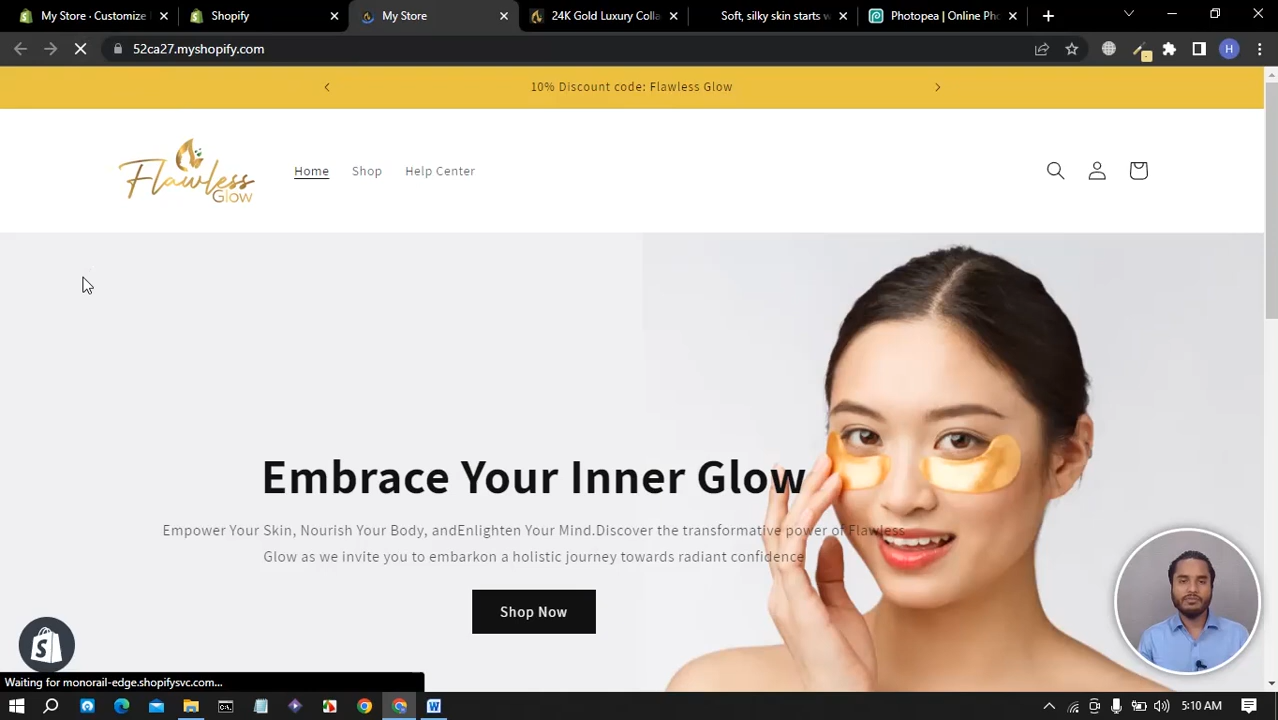 My Store · Customize
Shopify
My Store
24K Gold Luxury Colla
Soft, silky skin starts w
Photopea | Online Pho
52ca27.myshopify.com
H
10% Discount code: Flawless Glow
Flawless
Glow
Home
Shop
Help Center
Embrace Your Inner Glow
Empower Your Skin, Nourish Your Body, andEnlighten Your Mind.Discover the transformative power of Flawless
Glow as we invite you to embarkon a holistic journey towards radiant confidence
Shop Now
Waiting for monorail-edge.shopifysvc.com...
5:10 AM